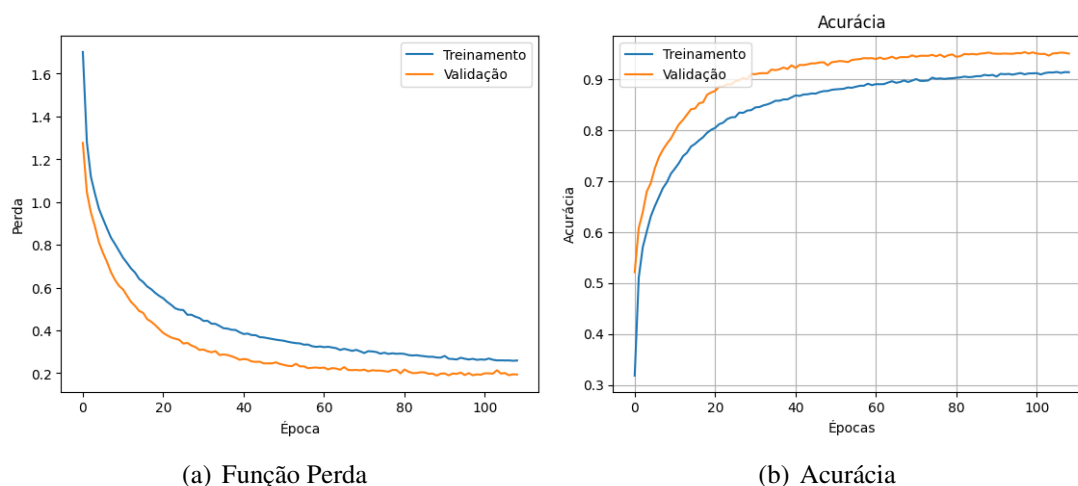 Acurácia
Treinamento
Validação
Treinamento
Validação
1.6
1.4
1.2
1.0
0.8
0.6
0.4
0.2
Perda
0.9
0.8
0.7
0.6
0.5
0.4
0.3
Acurácia
0 20 40 60 80 100
0 20 40 60 80 100
Época
Épocas
(a) Função Perda
(b) Acurácia